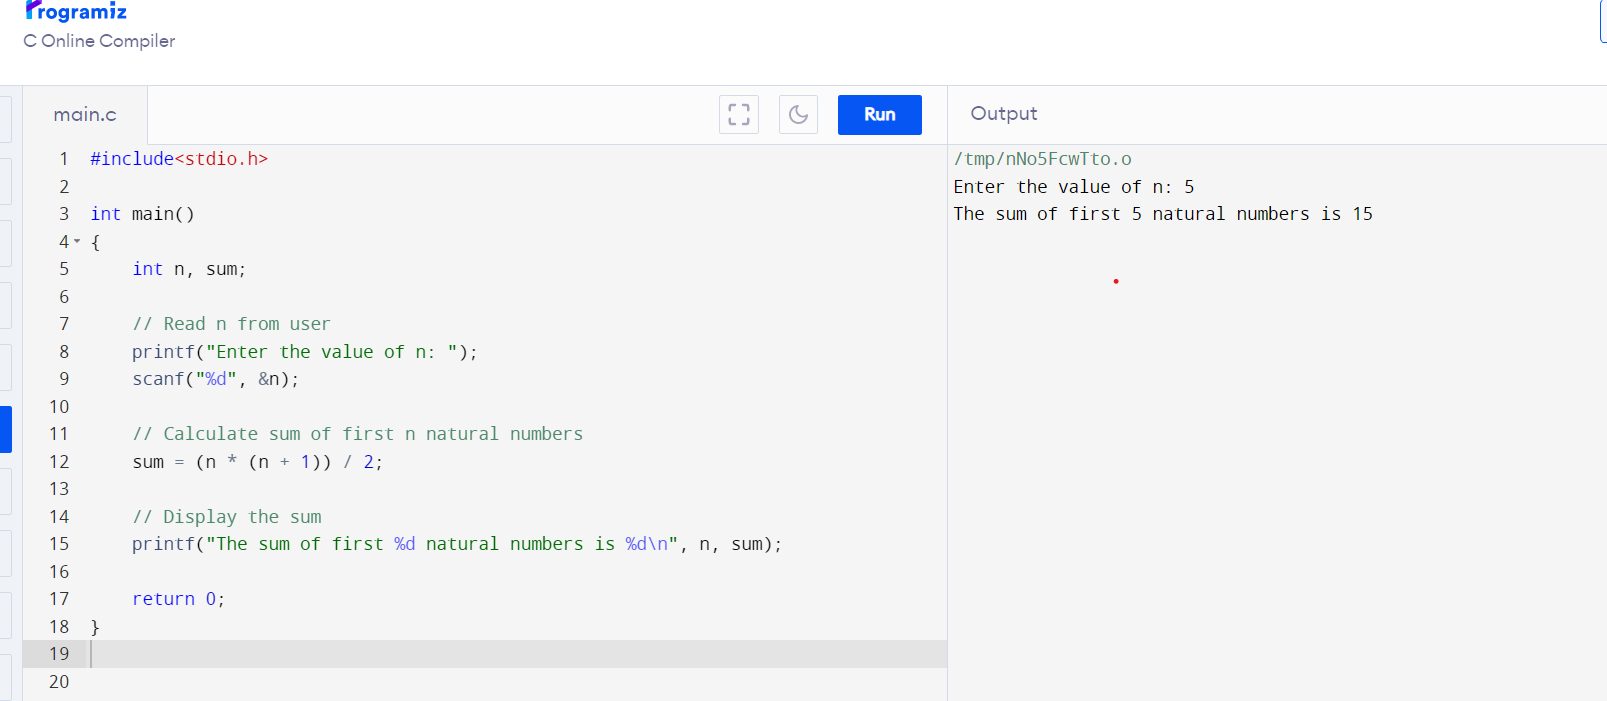 Programiz
C Online Compiler
main.c
Run
Output
1 #include<stdio.h>
2
3 int main()
4 {
5     int n, sum;
6
7     // Read n from user
8     printf("Enter the value of n: ");
9     scanf("%d", &n);
10
11     // Calculate sum of first n natural numbers
12     sum = (n * (n + 1)) / 2;
13
14     // Display the sum
15     printf("The sum of first %d natural numbers is %d\n", n, sum);
16
17     return 0;
18 }
19
20
/tmp/nNo5FcwTto.o
Enter the value of n: 5
The sum of first 5 natural numbers is 15